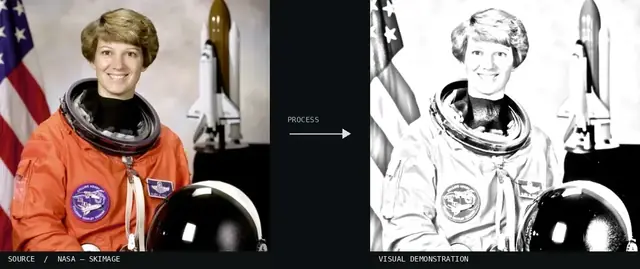 PROCESS
SOURCE / NASA — SKIMAGE
VISUAL DEMONSTRATION